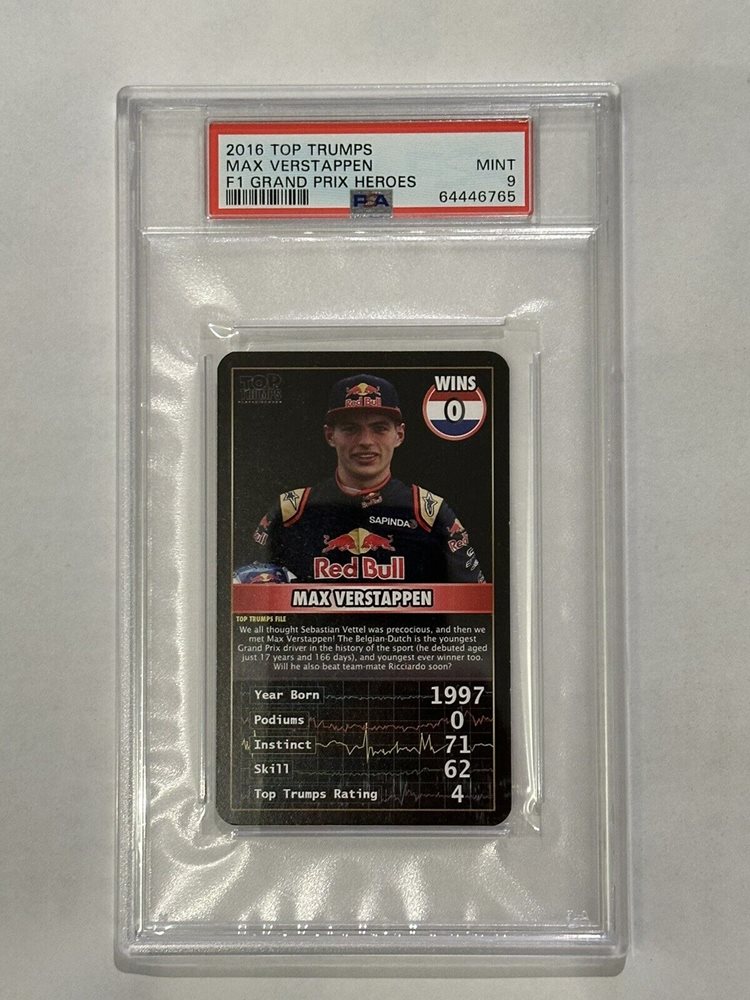 2016 TOP TRUMPS
MAX VERSTAPPEN MINT
F1 GRAND PRIX HEROES 9
PSA 64446765
TOP TRUMPS
WINS
0
Red Bull
SAPINDA
Red Bull
MAX VERSTAPPEN
TOP TRUMPS FILE
We all thought Sebastian Vettel was precocious, and then we
met Max Verstappen! The Belgian-Dutch is the youngest
Grand Prix driver in the history of the sport (he debuted aged
just 17 years and 166 days), and youngest ever winner too.
Will he also beat team-mate Ricciardo soon?
Year Born 1997
Podiums 0
Instinct 71
Skill 62
Top Trumps Rating 4